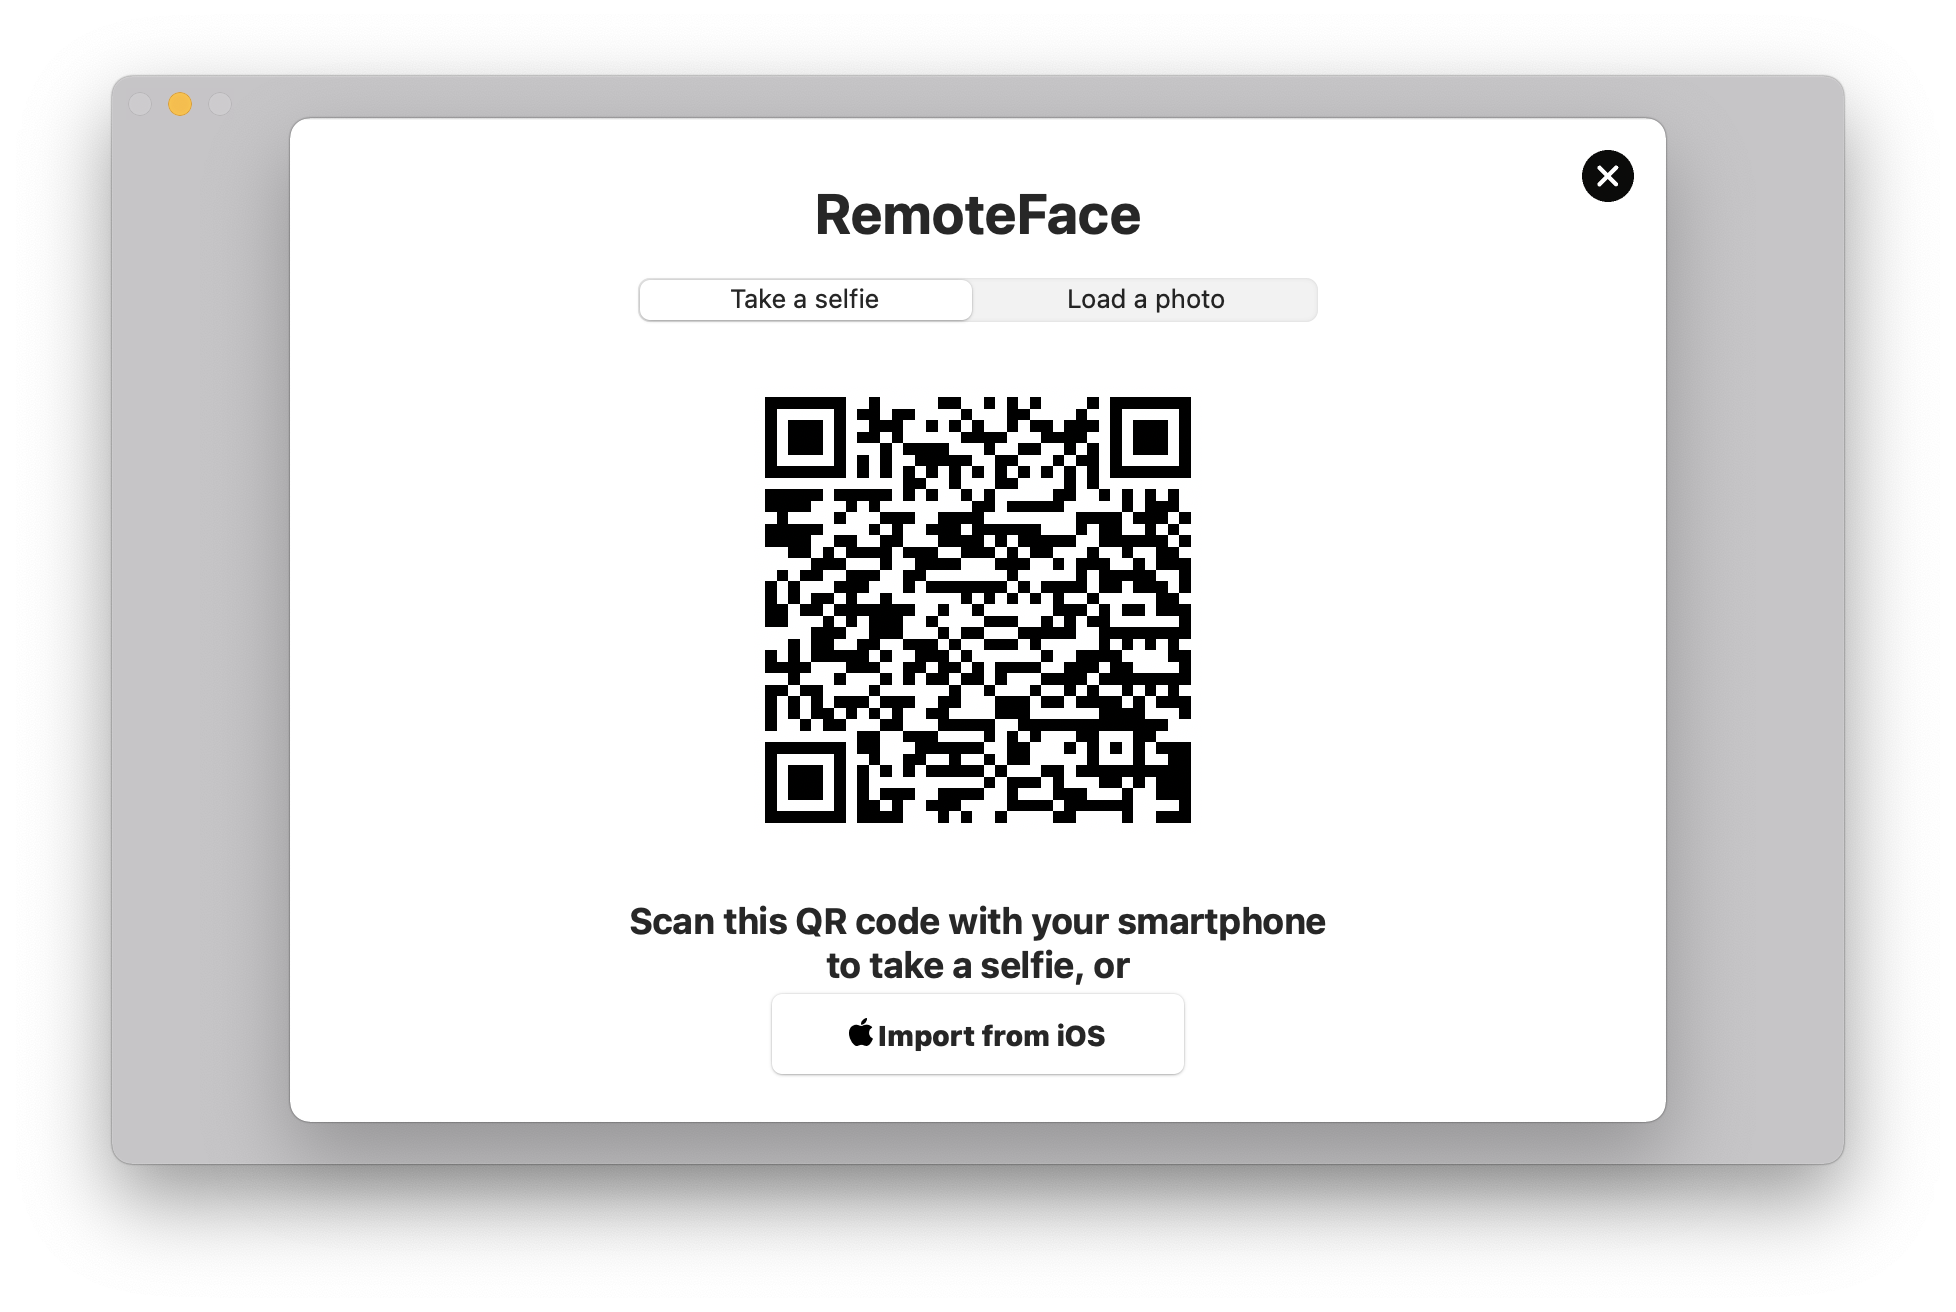 RemoteFace
Take a selfie
Load a photo
Scan this QR code with your smartphone
to take a selfie, or
Import from iOS